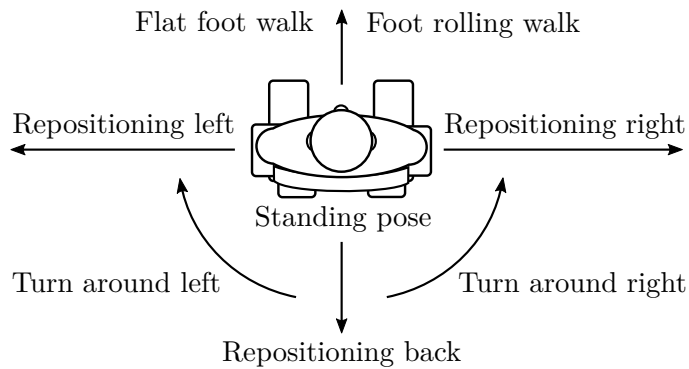 Flat foot walk
Foot rolling walk
Repositioning left
Repositioning right
Standing pose
Turn around left
Turn around right
Repositioning back